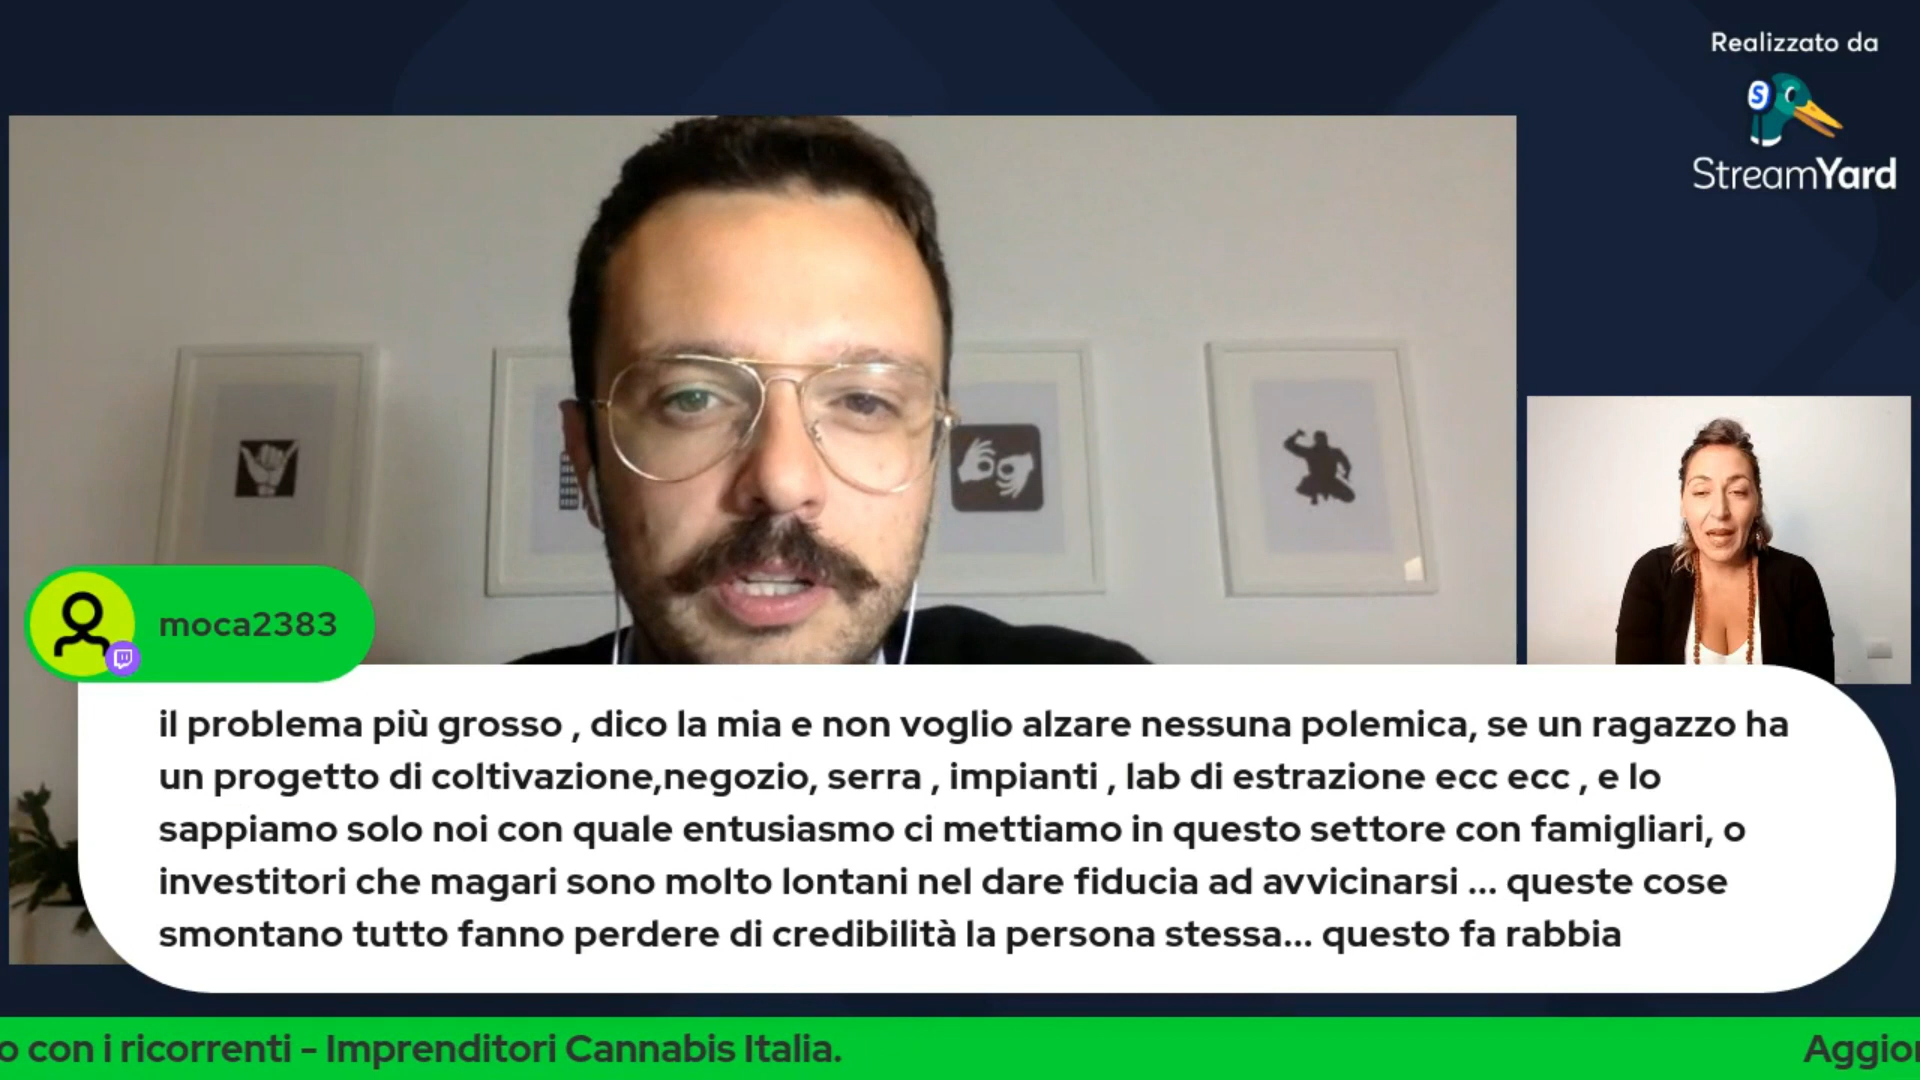 Realizzato da
S
StreamYard
moca2383
il problema più grosso , dico la mia e non voglio alzare nessuna polemica, se un ragazzo ha
un progetto di coltivazione,negozio, serra , impianti , lab di estrazione ecc ecc , e lo
sappiamo solo noi con quale entusiasmo ci mettiamo in questo settore con famigliari, o
investitori che magari sono molto lontani nel dare fiducia ad avvicinarsi ... queste cose
smontano tutto fanno perdere di credibilità la persona stessa... questo fa rabbia
o con i ricorrenti - Imprenditori Cannabis Italia.
Aggior